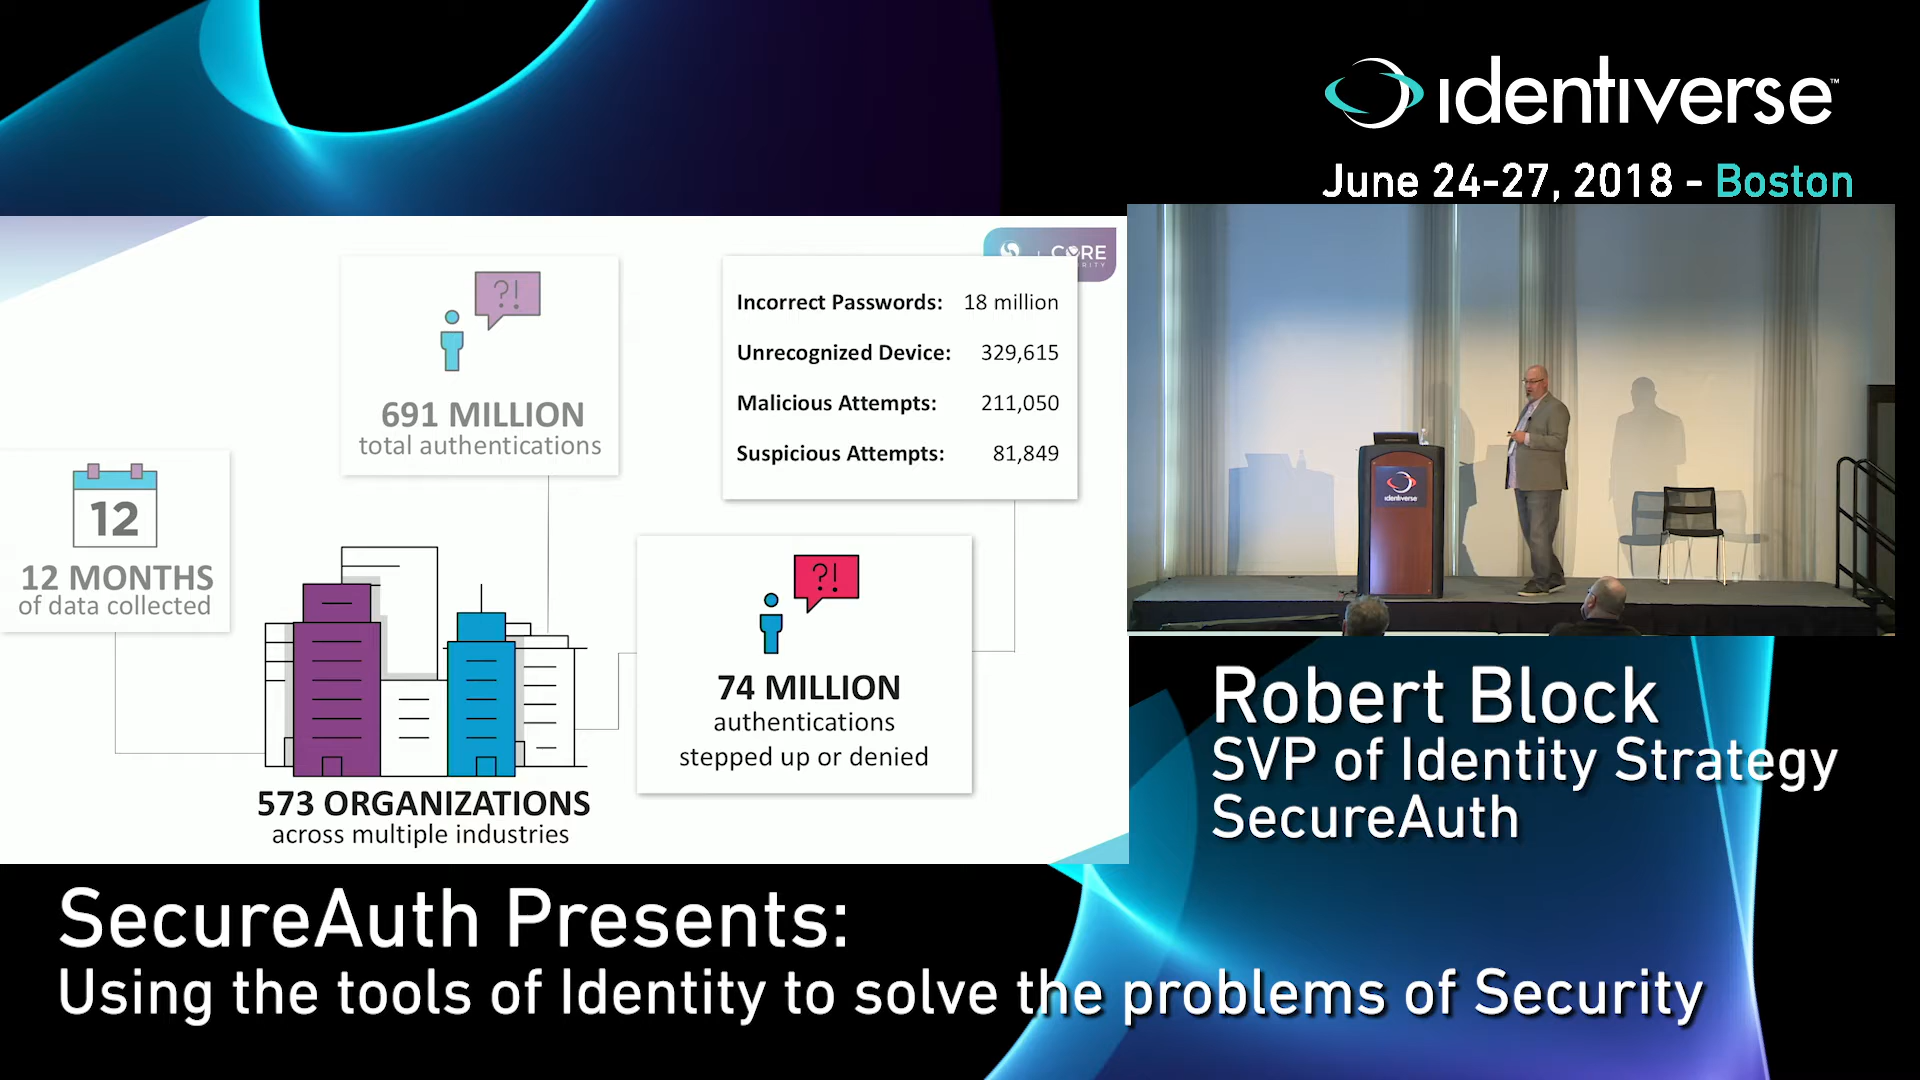 identiverse™
June 24-27, 2018 - Boston
CORE
?!
691 MILLION
total authentications
Incorrect Passwords: 18 million
Unrecognized Device: 329,615
Malicious Attempts: 211,050
Suspicious Attempts: 81,849
12
12 MONTHS
of data collected
?!
74 MILLION
authentications
stepped up or denied
573 ORGANIZATIONS
across multiple industries
identiverse
Robert Block
SVP of Identity Strategy
SecureAuth
SecureAuth Presents:
Using the tools of Identity to solve the problems of Security